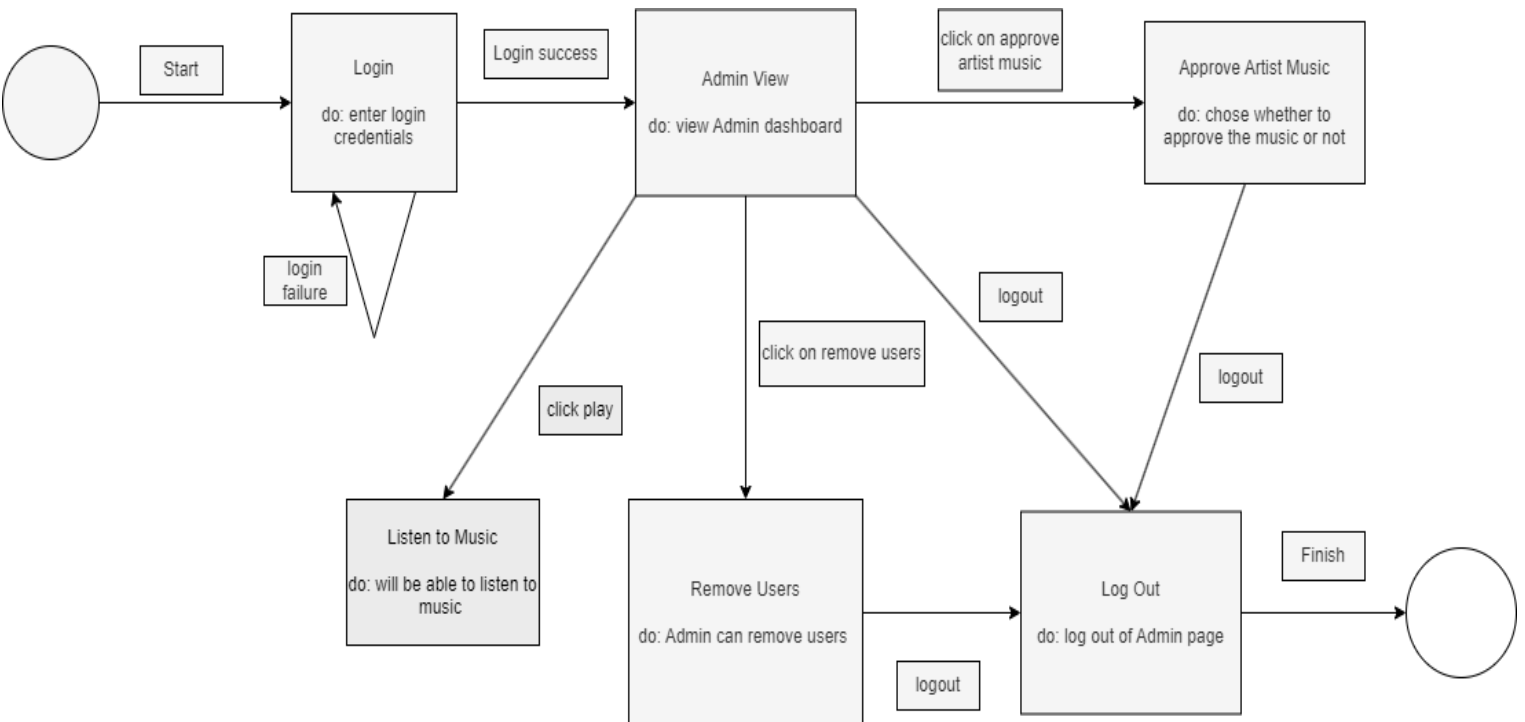 Start
Login
do: enter login
credentials
Login success
Admin View
do: view Admin dashboard
click on approve
artist music
Approve Artist Music
do: chose whether to
approve the music or not
login
failure
click play
click on remove users
logout
logout
Listen to Music
do: will be able to listen to
music
Remove Users
do: Admin can remove users
logout
Log Out
do: log out of Admin page
Finish